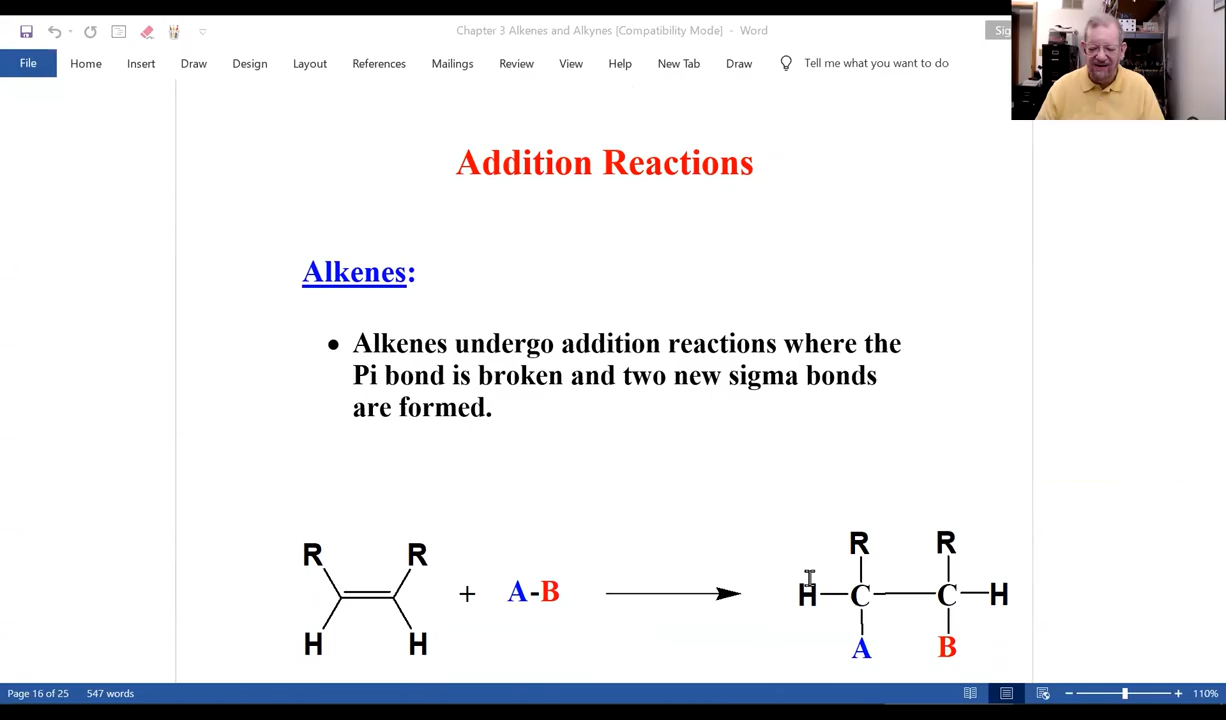 Chapter 3 Alkenes and Alkynes [Compatibility Mode] - Word
File Home Insert Draw Design Layout References Mailings Review View Help New Tab Draw Tell me what you want to do
Addition Reactions
Alkenes:
• Alkenes undergo addition reactions where the
Pi bond is broken and two new sigma bonds
are formed.
R R R R
+ A-B H C C H
H H A B
Page 16 of 25 547 words 110%